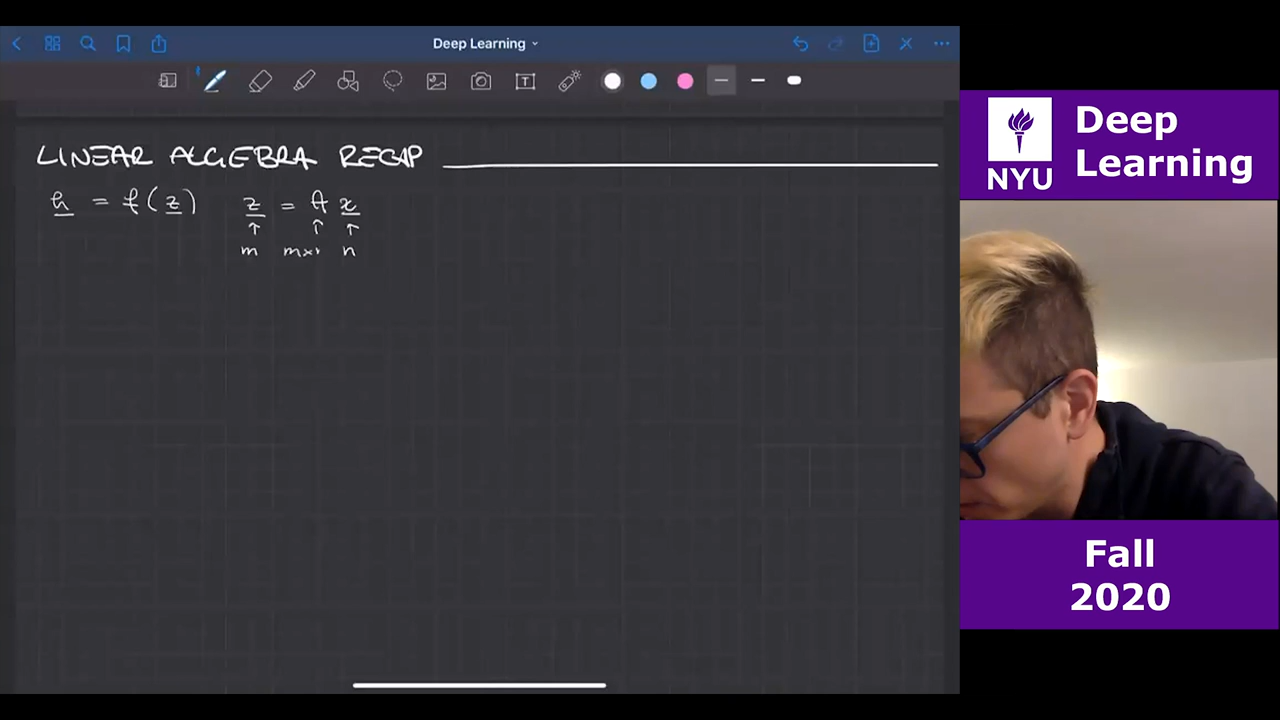 Deep Learning
T
LINEAR ALGEBRA RECAP
h = f(z) z = A x
↑ ↑ ↑
m m×n n
NYU
Deep
Learning
Fall
2020